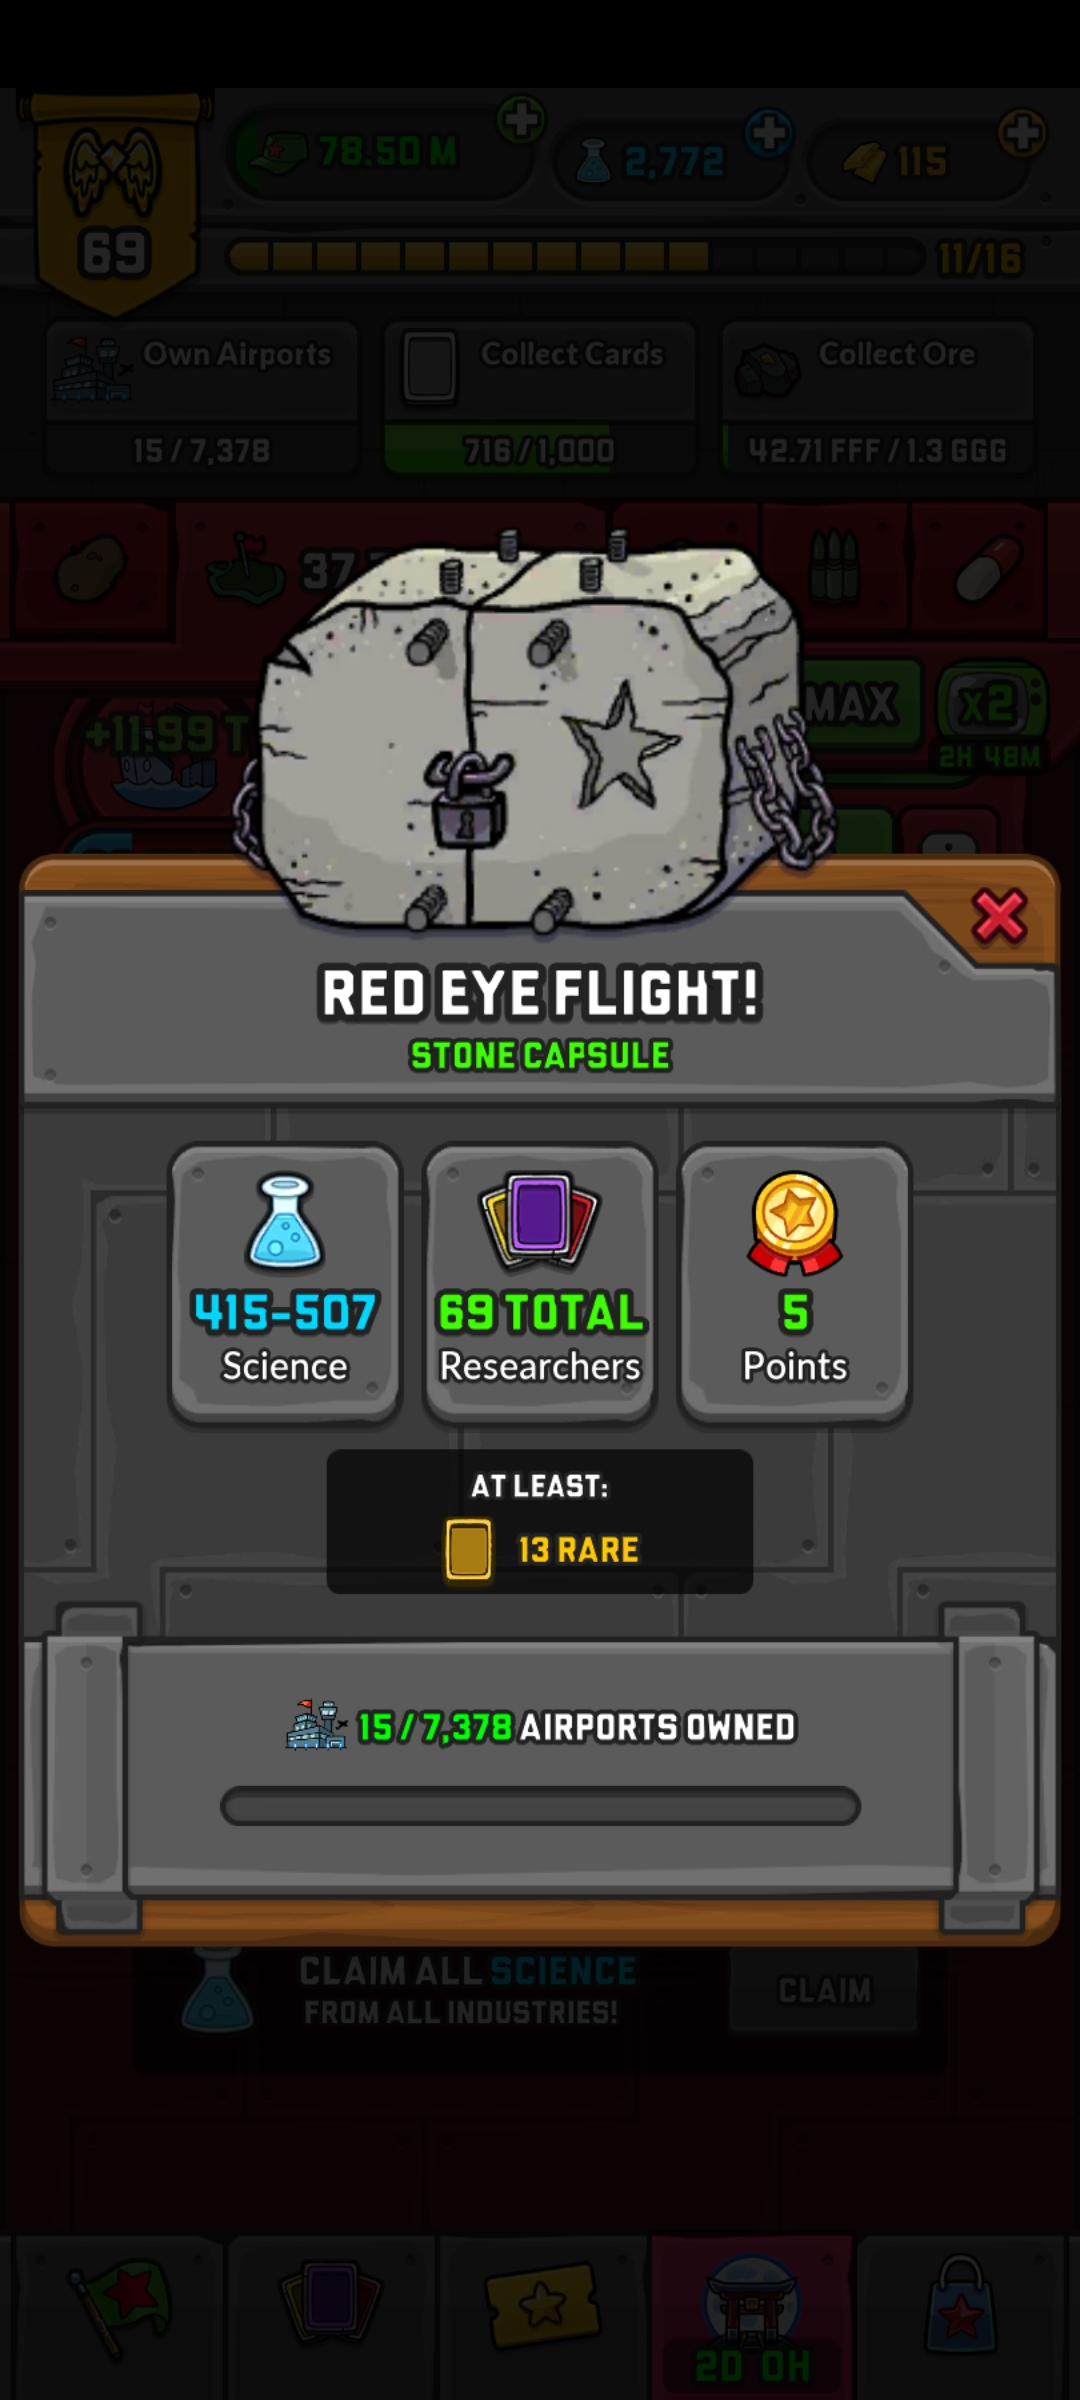 78.50 M
2,772
115
69
11/16
Own Airports
Collect Cards
Collect Ore
15 / 7,378
716 / 1,000
42.71 FFF / 1.3 GGG
37
MAX
x2
+11.99 T
2H 48M
RED EYE FLIGHT!
STONE CAPSULE
415-507
69 TOTAL
5
Science
Researchers
Points
AT LEAST:
13 RARE
15 / 7,378 AIRPORTS OWNED
CLAIM ALL SCIENCE
FROM ALL INDUSTRIES!
CLAIM
2D 0H